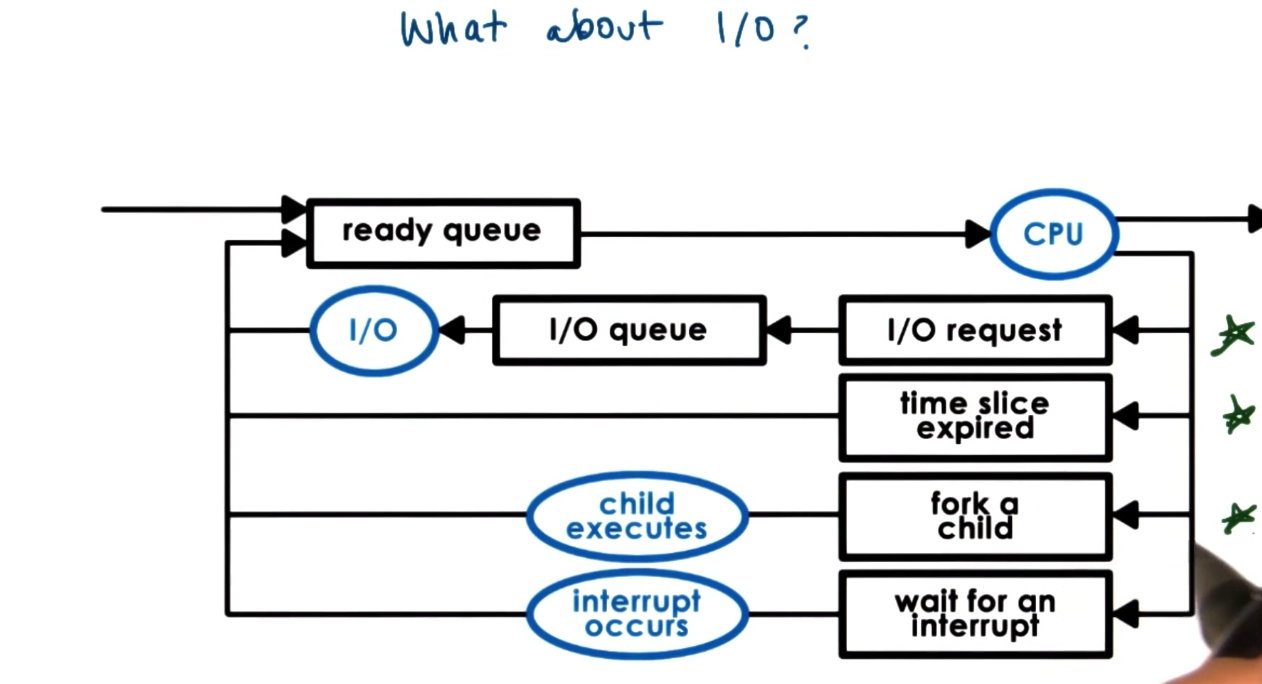 What about I/O?
ready queue
CPU
I/O
I/O queue
I/O request
time slice
expired
child
executes
fork a
child
interrupt
occurs
wait for an
interrupt